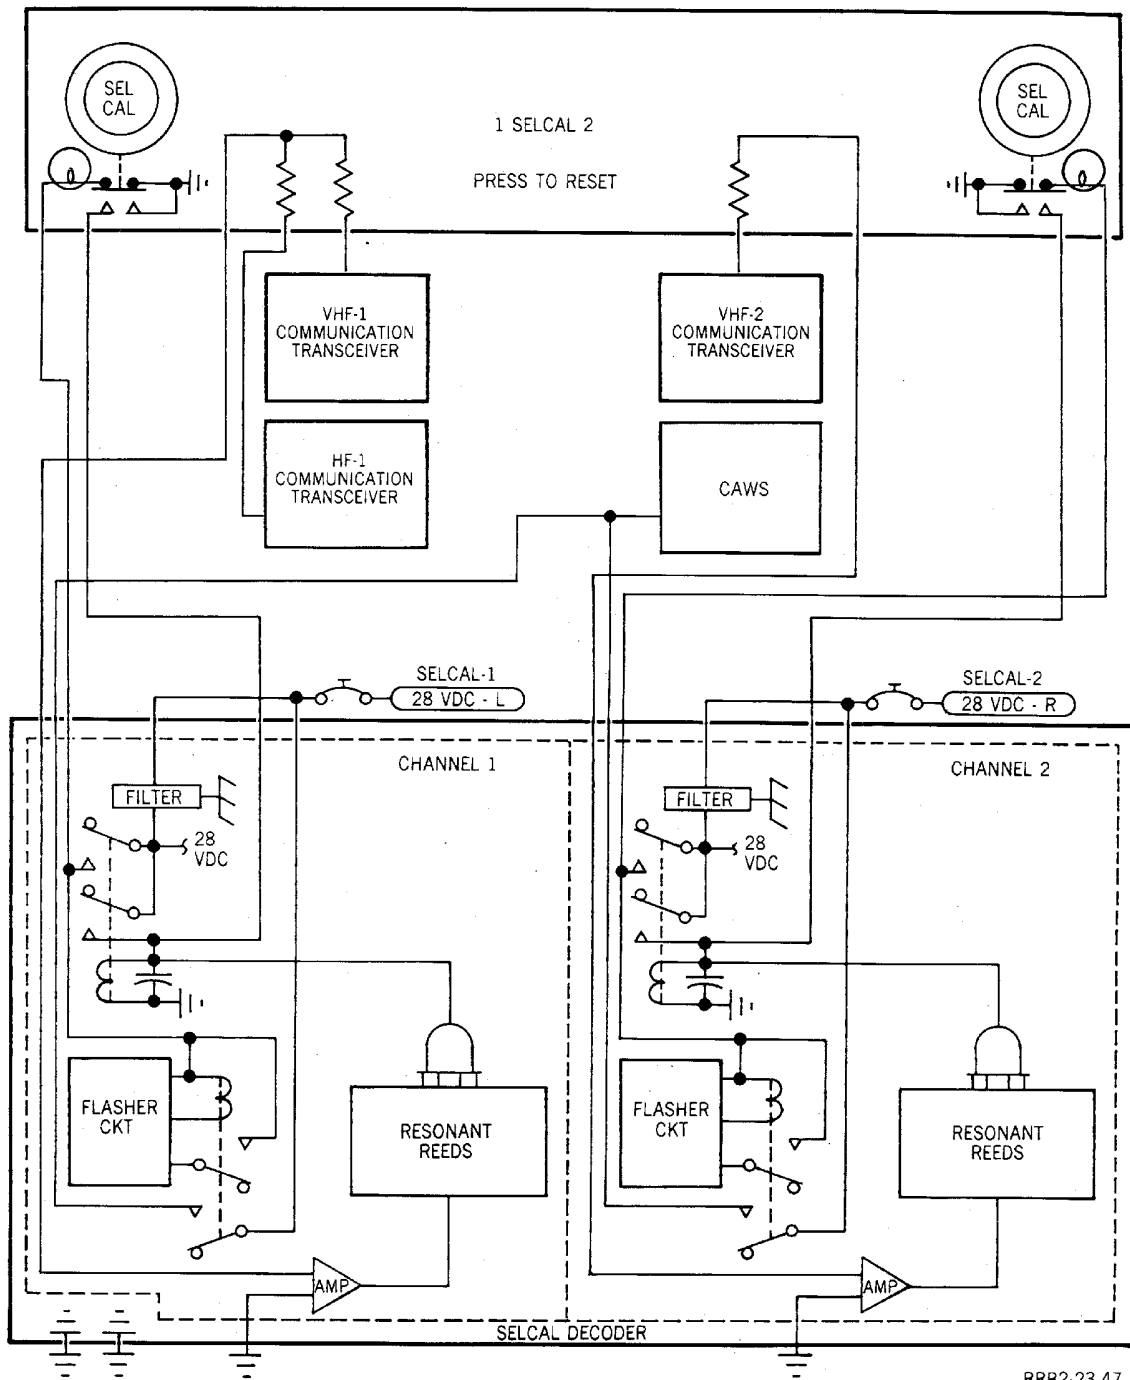 SEL
CAL
1 SELCAL 2
SEL
CAL
PRESS TO RESET
VHF-1
COMMUNICATION
TRANSCEIVER
VHF-2
COMMUNICATION
TRANSCEIVER
HF-1
COMMUNICATION
TRANSCEIVER
CAWS
SELCAL-1
28 VDC - L
SELCAL-2
28 VDC - R
CHANNEL 1
CHANNEL 2
FILTER
28
VDC
FILTER
28
VDC
FLASHER
CKT
RESONANT
REEDS
FLASHER
CKT
RESONANT
REEDS
AMP
AMP
SELCAL DECODER